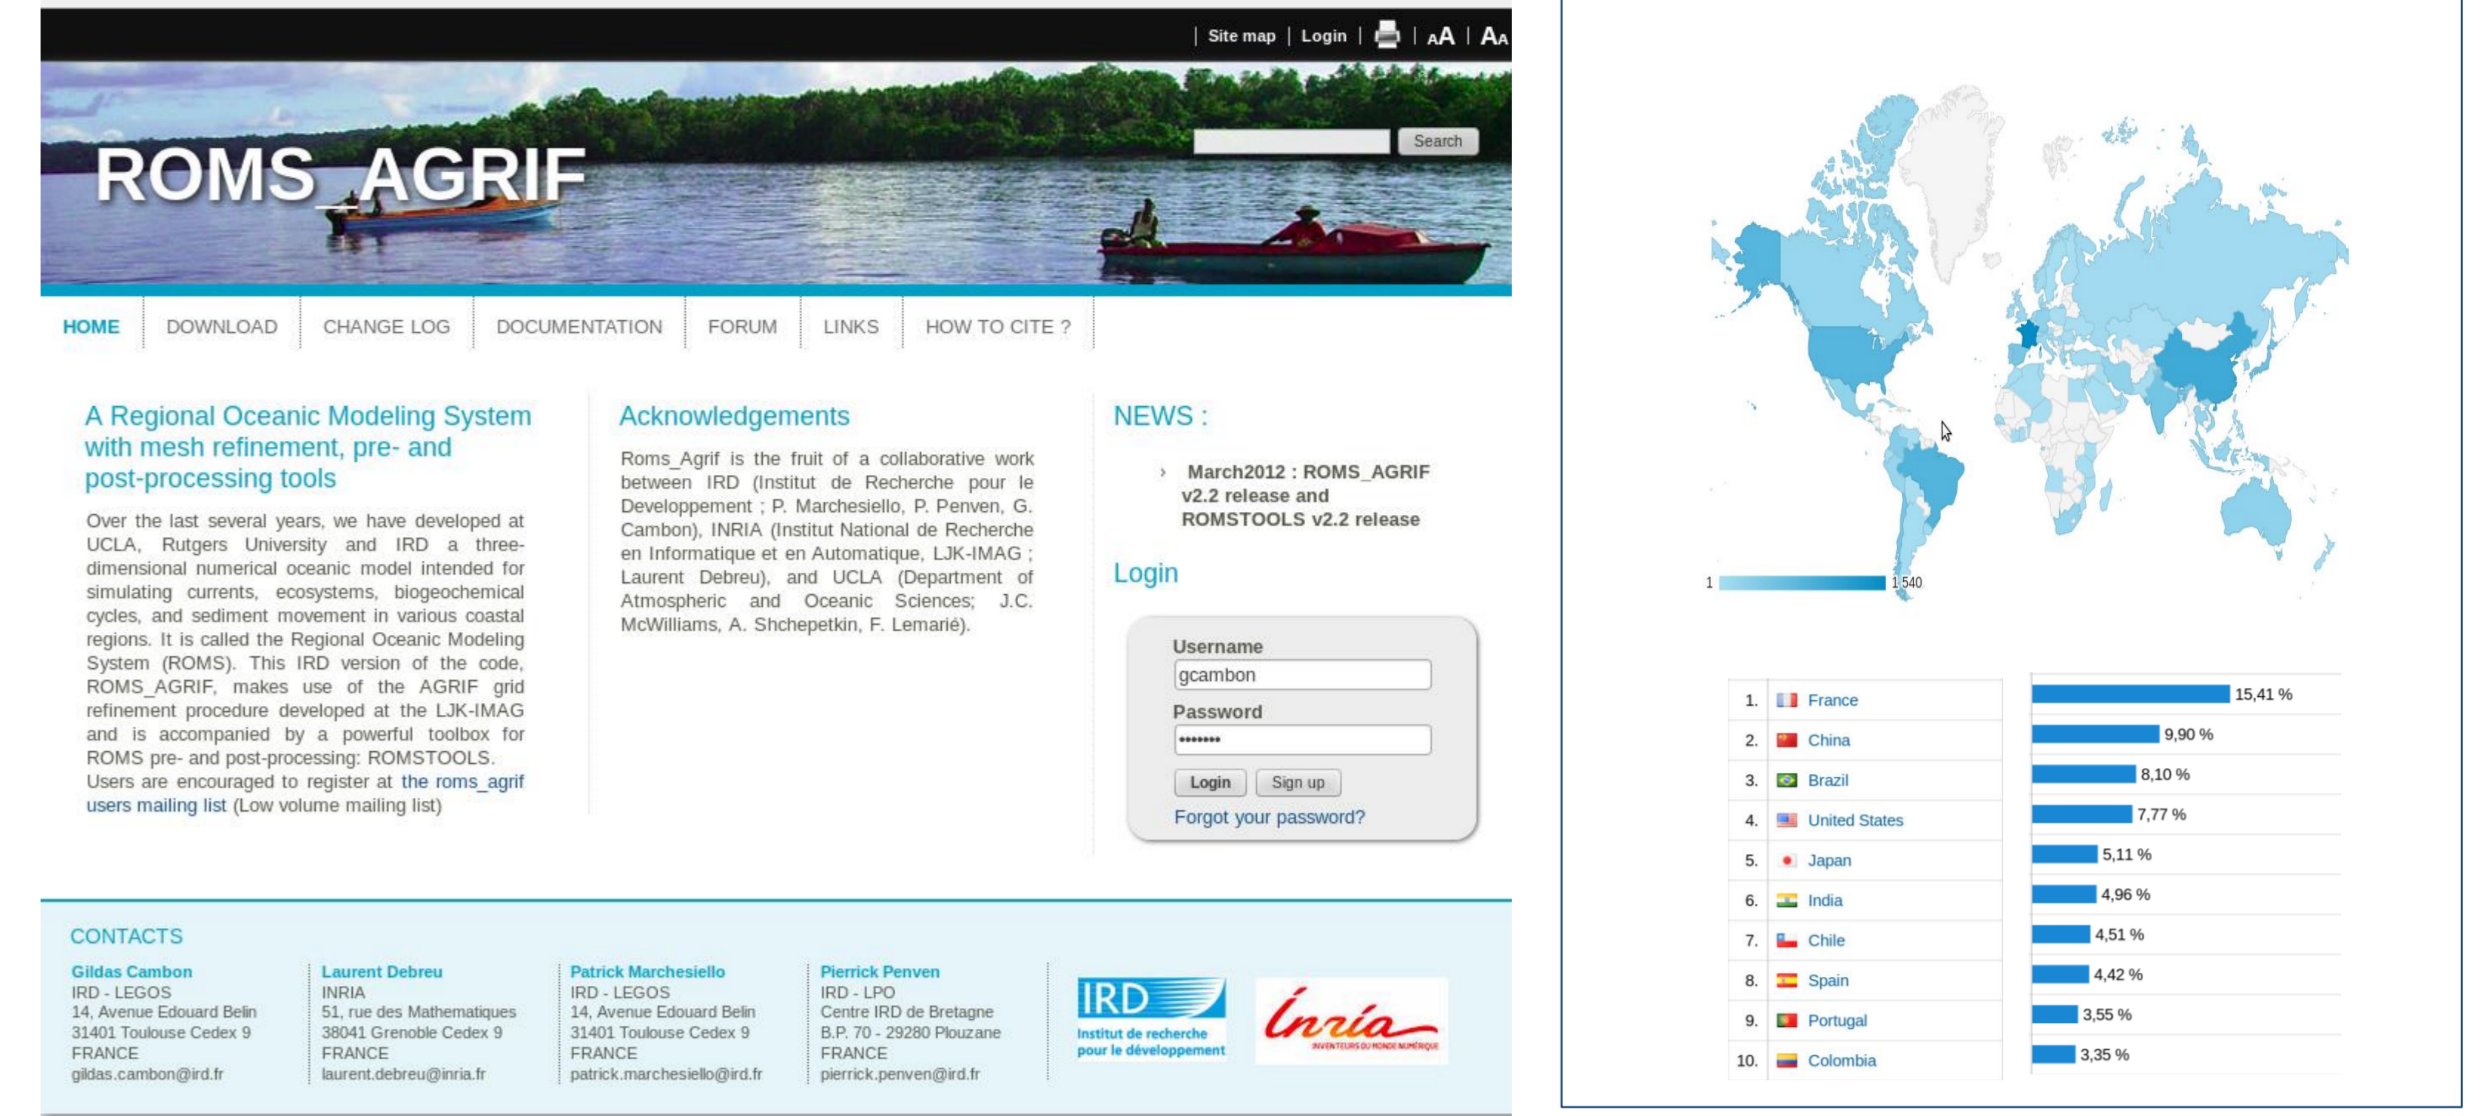 Site map | Login | AA | AA
Search
ROMS_AGRIF
HOME
DOWNLOAD
CHANGE LOG
DOCUMENTATION
FORUM
LINKS
HOW TO CITE ?
A Regional Oceanic Modeling System
with mesh refinement, pre- and
post-processing tools
Over the last several years, we have developed at
UCLA, Rutgers University and IRD a three-
dimensional numerical oceanic model intended for
simulating currents, ecosystems, biogeochemical
cycles, and sediment movement in various coastal
regions. It is called the Regional Oceanic Modeling
System (ROMS). This IRD version of the code,
ROMS_AGRIF, makes use of the AGRIF grid
refinement procedure developed at the LJK-IMAG
and is accompanied by a powerful toolbox for
ROMS pre- and post-processing: ROMSTOOLS.
Users are encouraged to register at the roms_agrif
users mailing list (Low volume mailing list)
Acknowledgements
Roms_Agrif is the fruit of a collaborative work
between IRD (Institut de Recherche pour le
Developpement ; P. Marchesiello, P. Penven, G.
Cambon), INRIA (Institut National de Recherche
en Informatique et en Automatique, LJK-IMAG ;
Laurent Debreu), and UCLA (Department of
Atmospheric and Oceanic Sciences; J.C.
McWilliams, A. Shchepetkin, F. Lemarié).
NEWS :
› March2012 : ROMS_AGRIF
v2.2 release and
ROMSTOOLS v2.2 release
Login
Username
gcambon
Password
•••••••
Login
Sign up
Forgot your password?
CONTACTS
Gildas Cambon
IRD - LEGOS
14, Avenue Edouard Belin
31401 Toulouse Cedex 9
FRANCE
gildas.cambon@ird.fr
Laurent Debreu
INRIA
51, rue des Mathematiques
38041 Grenoble Cedex 9
FRANCE
laurent.debreu@inria.fr
Patrick Marchesiello
IRD - LEGOS
14, Avenue Edouard Belin
31401 Toulouse Cedex 9
FRANCE
patrick.marchesiello@ird.fr
Pierrick Penven
IRD - LPO
Centre IRD de Bretagne
B.P. 70 - 29280 Plouzane
FRANCE
pierrick.penven@ird.fr
IRD
Institut de recherche
pour le développement
Inria
INVENTEURS DU MONDE NUMÉRIQUE
1
1 540
1. France 15,41 %
2. China 9,90 %
3. Brazil 8,10 %
4. United States 7,77 %
5. Japan 5,11 %
6. India 4,96 %
7. Chile 4,51 %
8. Spain 4,42 %
9. Portugal 3,55 %
10. Colombia 3,35 %